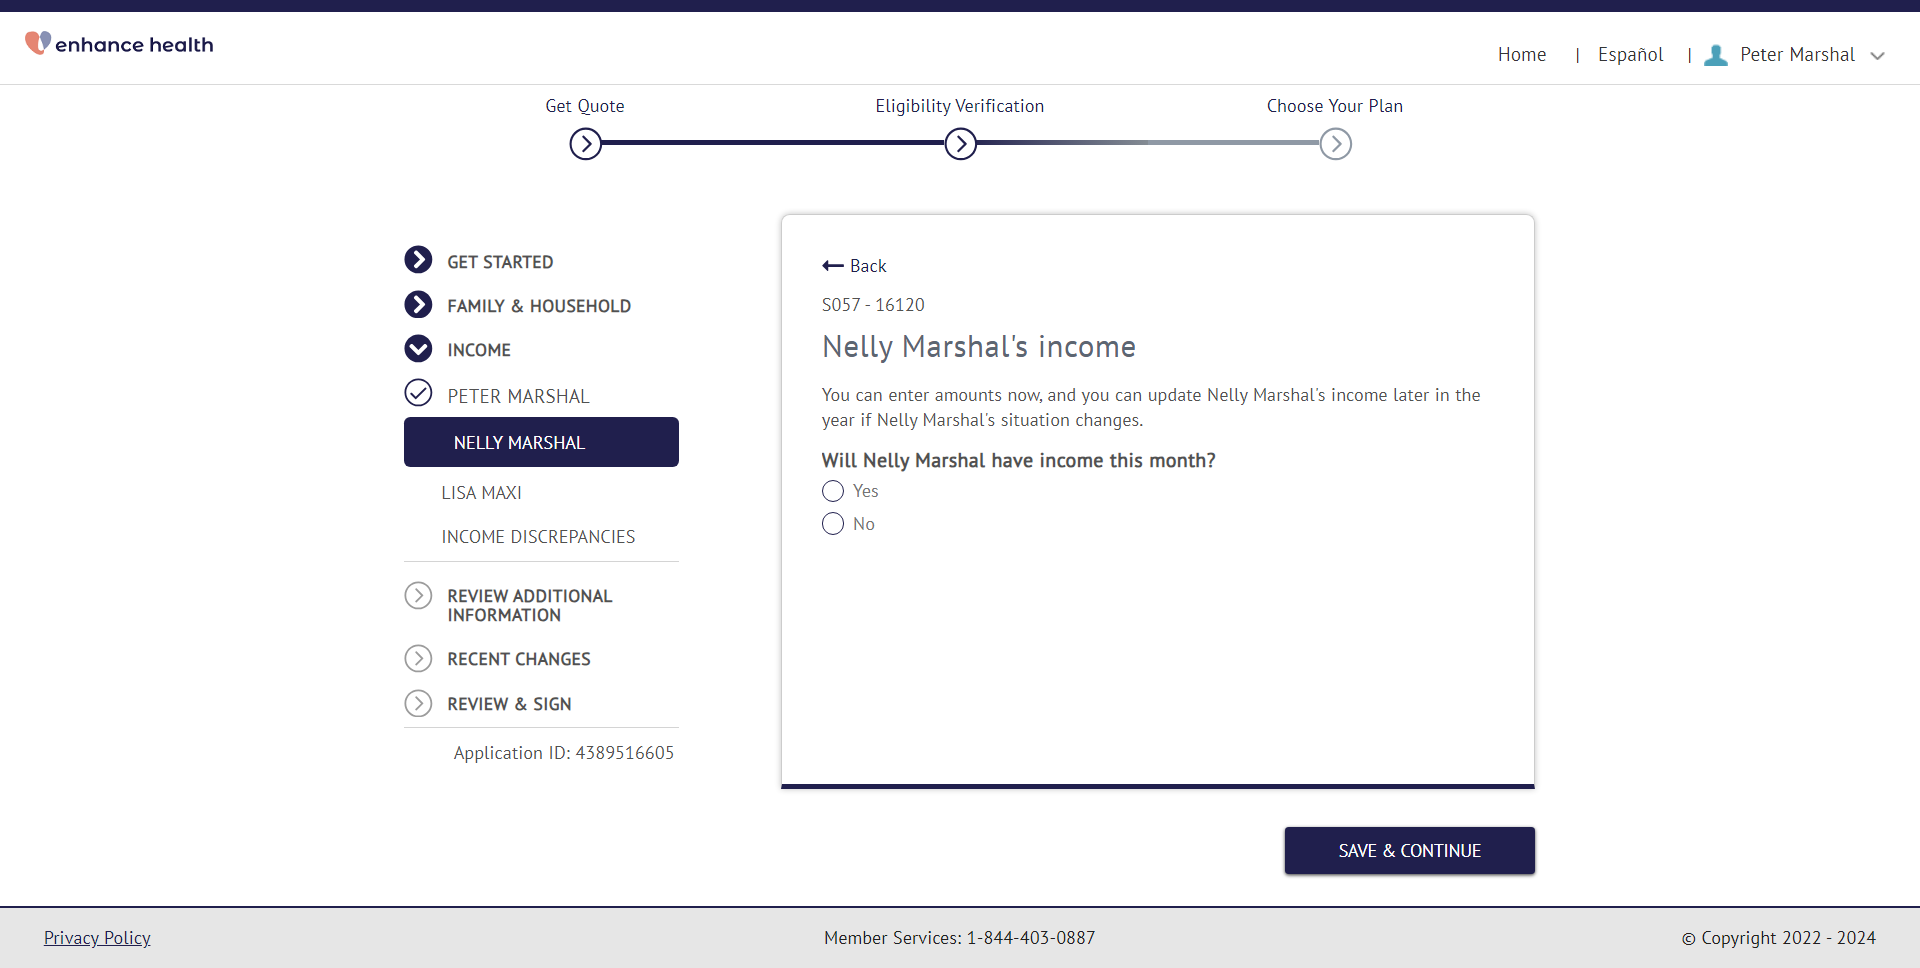 enhance health
Home | Español | Peter Marshal
Get Quote
Eligibility Verification
Choose Your Plan
GET STARTED
FAMILY & HOUSEHOLD
INCOME
PETER MARSHAL
NELLY MARSHAL
LISA MAXI
INCOME DISCREPANCIES
REVIEW ADDITIONAL
INFORMATION
RECENT CHANGES
REVIEW & SIGN
Application ID: 4389516605
Back
S057 - 16120
Nelly Marshal's income
You can enter amounts now, and you can update Nelly Marshal's income later in the
year if Nelly Marshal's situation changes.
Will Nelly Marshal have income this month?
Yes
No
SAVE & CONTINUE
Privacy Policy
Member Services: 1-844-403-0887
© Copyright 2022 - 2024